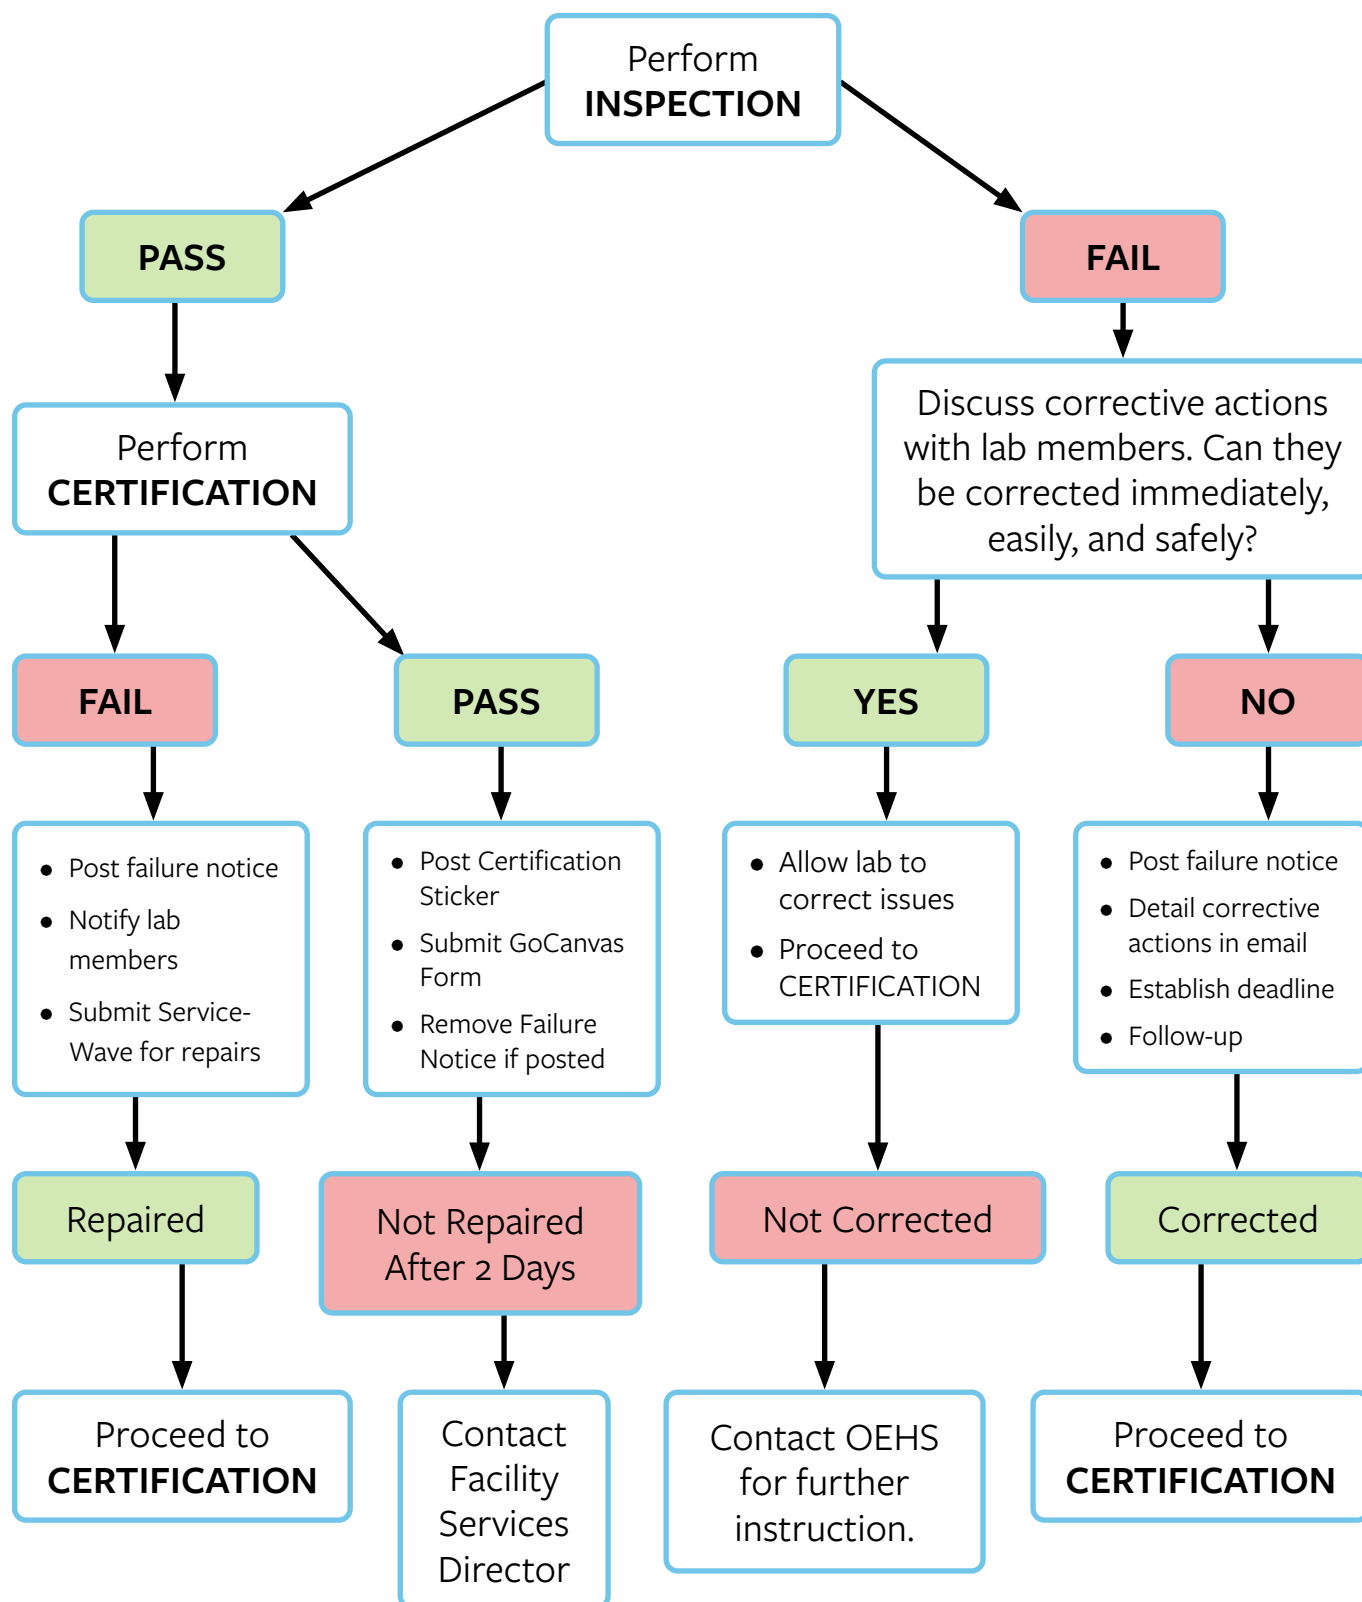 Perform
INSPECTION
PASS
FAIL
Perform
CERTIFICATION
Discuss corrective actions
with lab members. Can they
be corrected immediately,
easily, and safely?
FAIL
PASS
YES
NO
• Post failure notice
• Notify lab
members
• Submit Service-
Wave for repairs
• Post Certification
Sticker
• Submit GoCanvas
Form
• Remove Failure
Notice if posted
• Allow lab to
correct issues
• Proceed to
CERTIFICATION
• Post failure notice
• Detail corrective
actions in email
• Establish deadline
• Follow-up
Repaired
Not Repaired
After 2 Days
Not Corrected
Corrected
Proceed to
CERTIFICATION
Contact
Facility
Services
Director
Contact OEHS
for further
instruction.
Proceed to
CERTIFICATION